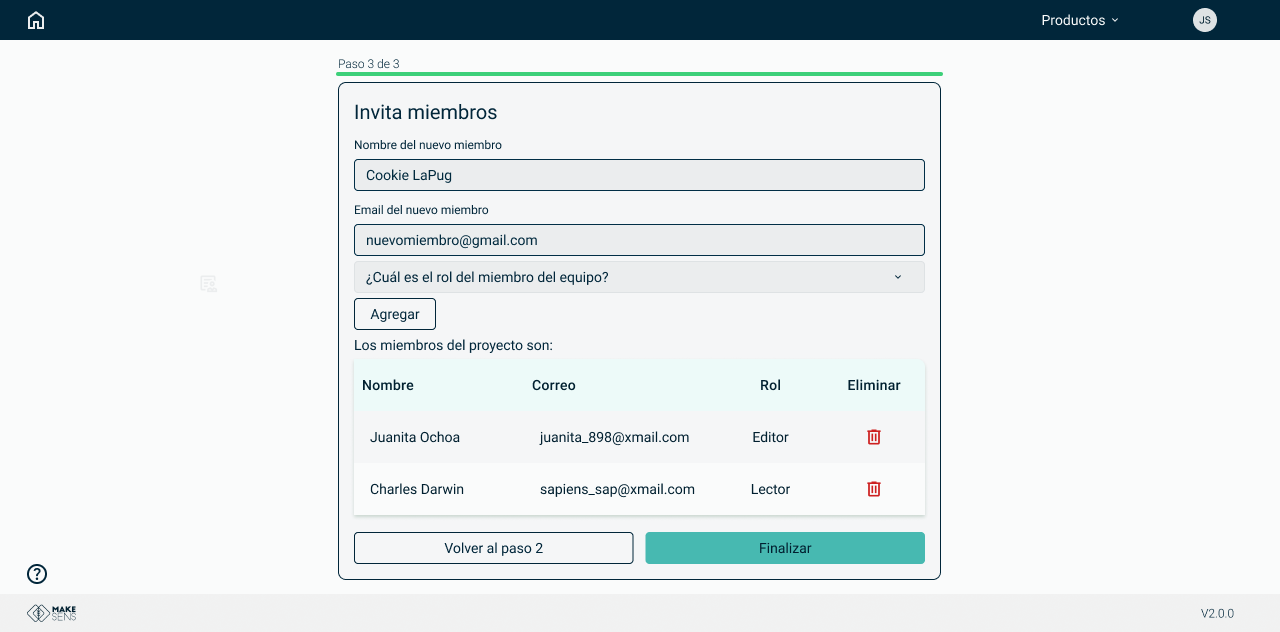 Productos
JS
Paso 3 de 3
Invita miembros
Nombre del nuevo miembro
Cookie LaPug
Email del nuevo miembro
nuevomiembro@gmail.com
¿Cuál es el rol del miembro del equipo?
Agregar
Los miembros del proyecto son:
Nombre Correo Rol Eliminar
Juanita Ochoa juanita_898@xmail.com Editor
Charles Darwin sapiens_sap@xmail.com Lector
Volver al paso 2 Finalizar
?
MAKE
SENS
V2.0.0